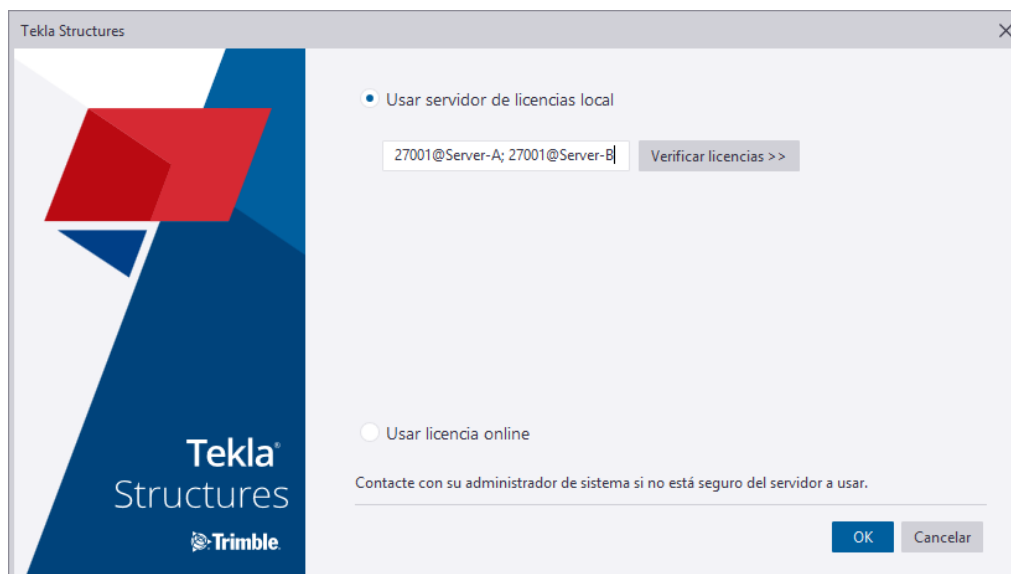 Tekla Structures
Usar servidor de licencias local
27001@Server-A; 27001@Server-B
Verificar licencias >>
Usar licencia online
Contacte con su administrador de sistema si no está seguro del servidor a usar.
OK
Cancelar
Tekla®
Structures
Trimble.